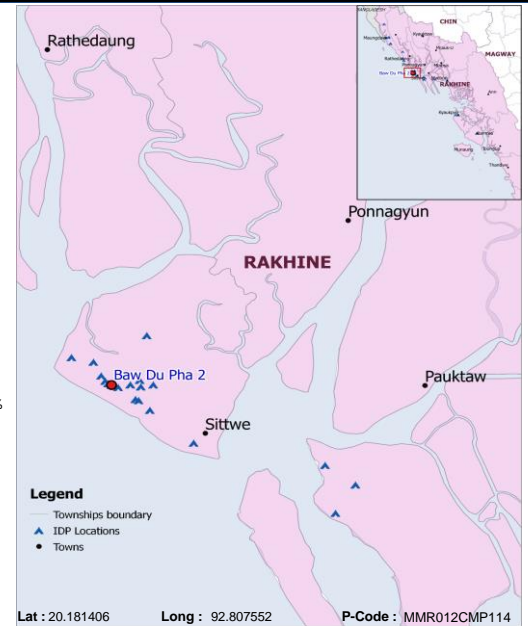 Rathedaung
Ponnagyun
RAKHINE
Baw Du Pha 2
Pauktaw
Sittwe
%
Legend
Townships boundary
IDP Locations
Towns
CHIN
MAGWAY
RAKHINE
Lat : 20.181406 Long : 92.807552 P-Code : MMR012CMP114